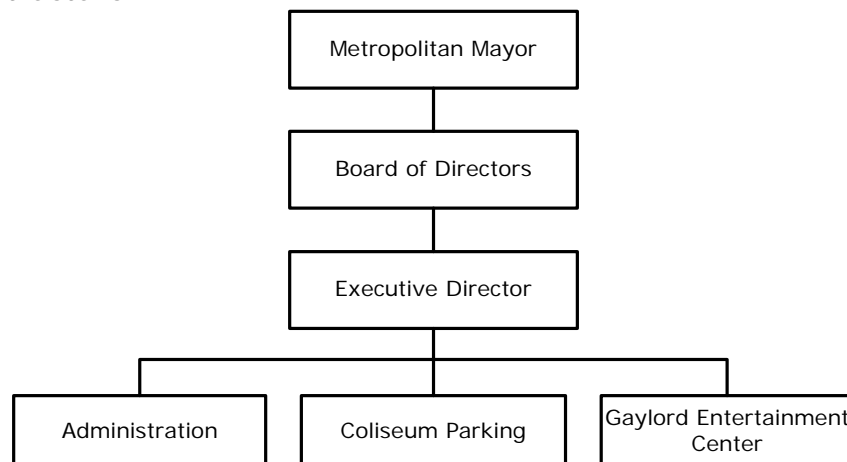 Metropolitan Mayor
Board of Directors
Executive Director
Administration
Coliseum Parking
Gaylord Entertainment
Center